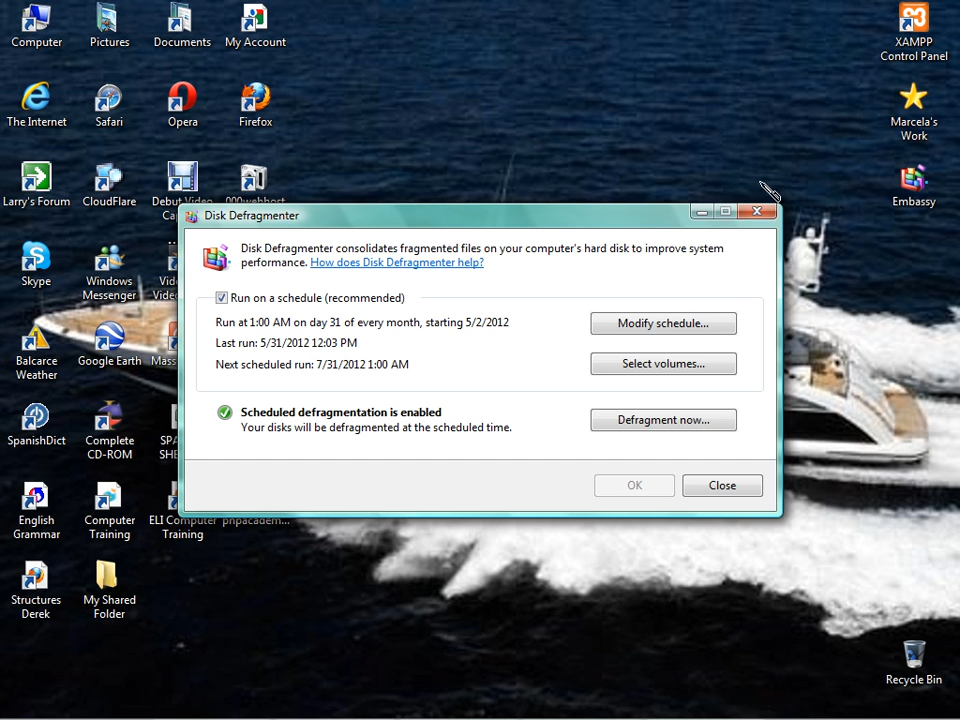 Computer
Pictures
Documents
My Account
XAMPP
Control Panel
The Internet
Safari
Opera
Firefox
Marcela's
Work
Larry's Forum
CloudFlare
Debut Video
Embassy
Disk Defragmenter
Disk Defragmenter consolidates fragmented files on your computer's hard disk to improve system
performance. How does Disk Defragmenter help?
Run on a schedule (recommended)
Run at 1:00 AM on day 31 of every month, starting 5/2/2012
Modify schedule...
Last run: 5/31/2012 12:03 PM
Next scheduled run: 7/31/2012 1:00 AM
Select volumes...
Scheduled defragmentation is enabled
Your disks will be defragmented at the scheduled time.
Defragment now...
OK
Close
Skype
Windows
Messenger
Balcarce
Weather
Google Earth
SpanishDict
Complete
CD-ROM
English
Grammar
Computer
Training
ELI Computer
Training
Structures
Derek
My Shared
Folder
Recycle Bin